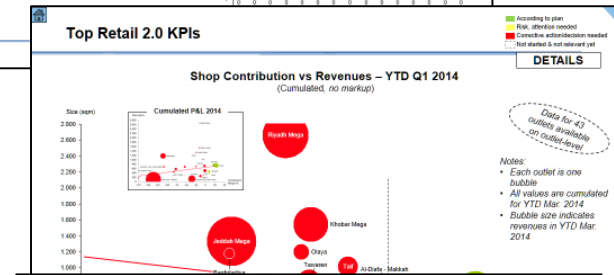 Top Retail 2.0 KPIs
According to plan
Risk, attention needed
Corrective action/decision needed
Not started & not relevant yet
DETAILS
Shop Contribution vs Revenues – YTD Q1 2014
(Cumulated, no markup)
Size (sqm)
Cumulated P&L 2014
2.800
2.600
2.400
2.200
2.000
1.800
1.600
1.400
1.200
1.000
Riyadh Mega
Khobar Mega
Jeddah Mega
Olaya
Tawaren
Taif
Al-Diafa - Makkah
Data for 43
outlets available
on outlet-level
Notes:
• Each outlet is one
bubble
• All values are cumulated
for YTD Mar. 2014
• Bubble size indicates
revenues in YTD Mar.
2014